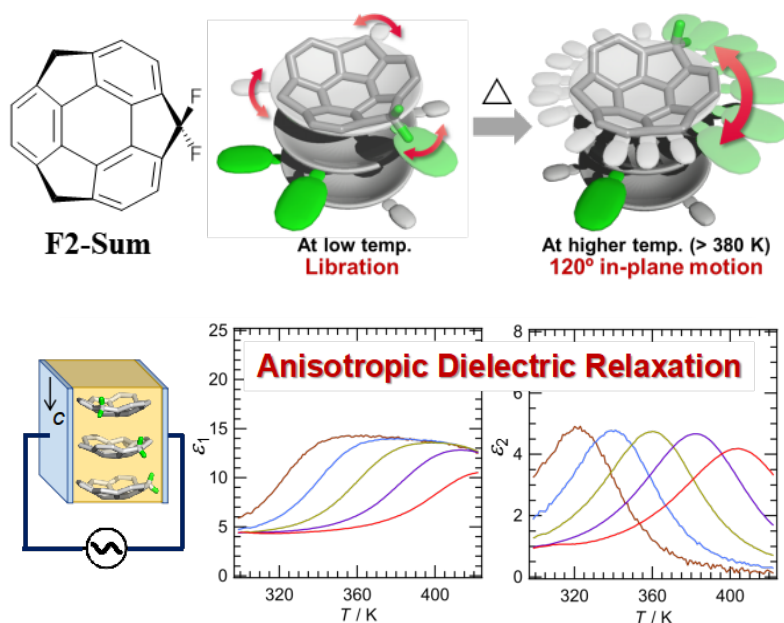 F
F
F2-Sum
At low temp.
Libration
△
At higher temp. (> 380 K)
120º in-plane motion
Anisotropic Dielectric Relaxation
c
25
20
15
10
5
0
ε1
320
360
400
T / K
8
6
4
2
0
ε2
320
360
400
T / K